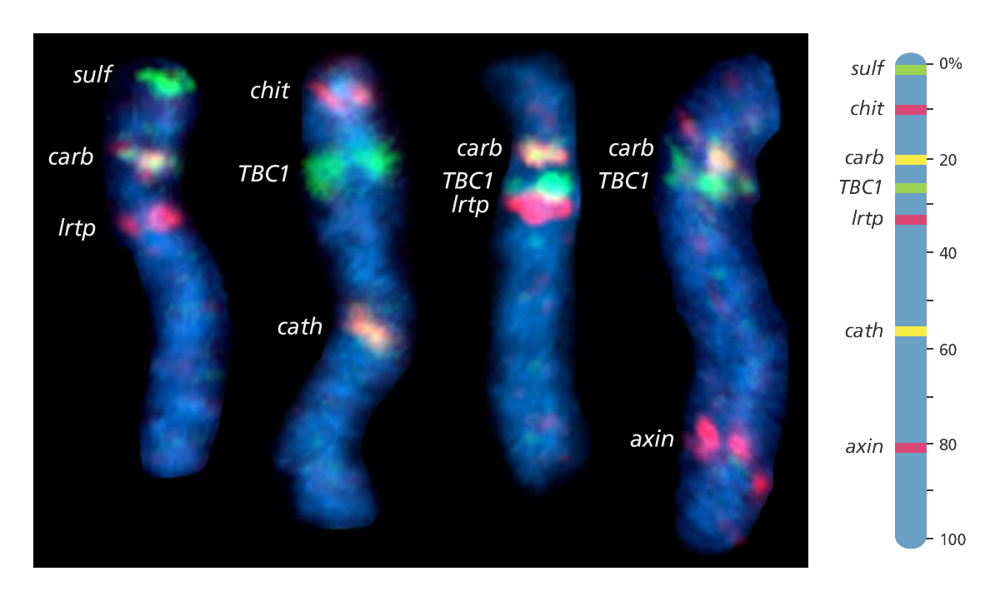 sulf
carb
lrtp
chit
TBC1
cath
carb
TBC1
lrtp
carb
TBC1
axin
sulf
chit
carb
TBC1
lrtp
cath
axin
0%
20
40
60
80
100